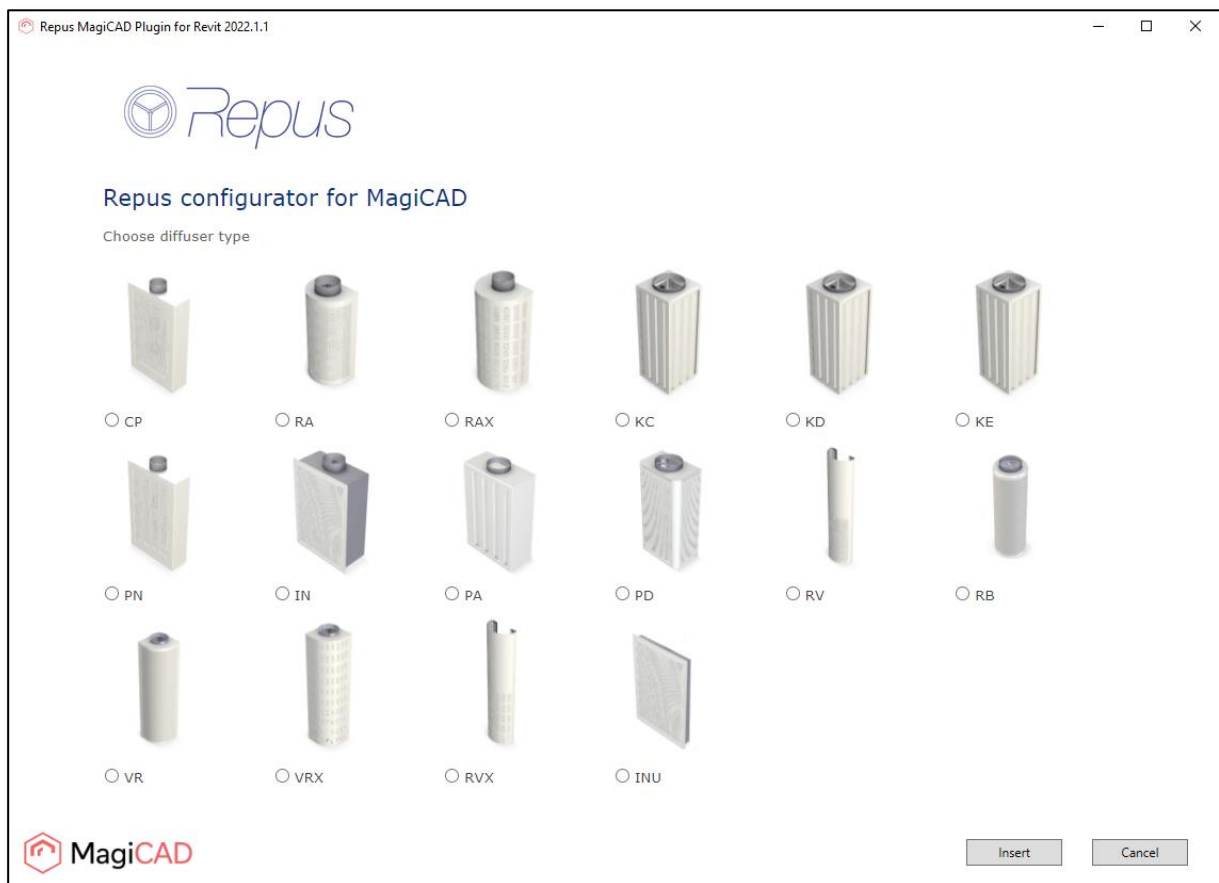 Repus MagiCAD Plugin for Revit 2022.1.1
Repus
Repus configurator for MagiCAD
Choose diffuser type
CP RA RAX KC KD KE
PN IN PA PD RV RB
VR VRX RVX INU
MagiCAD Insert Cancel